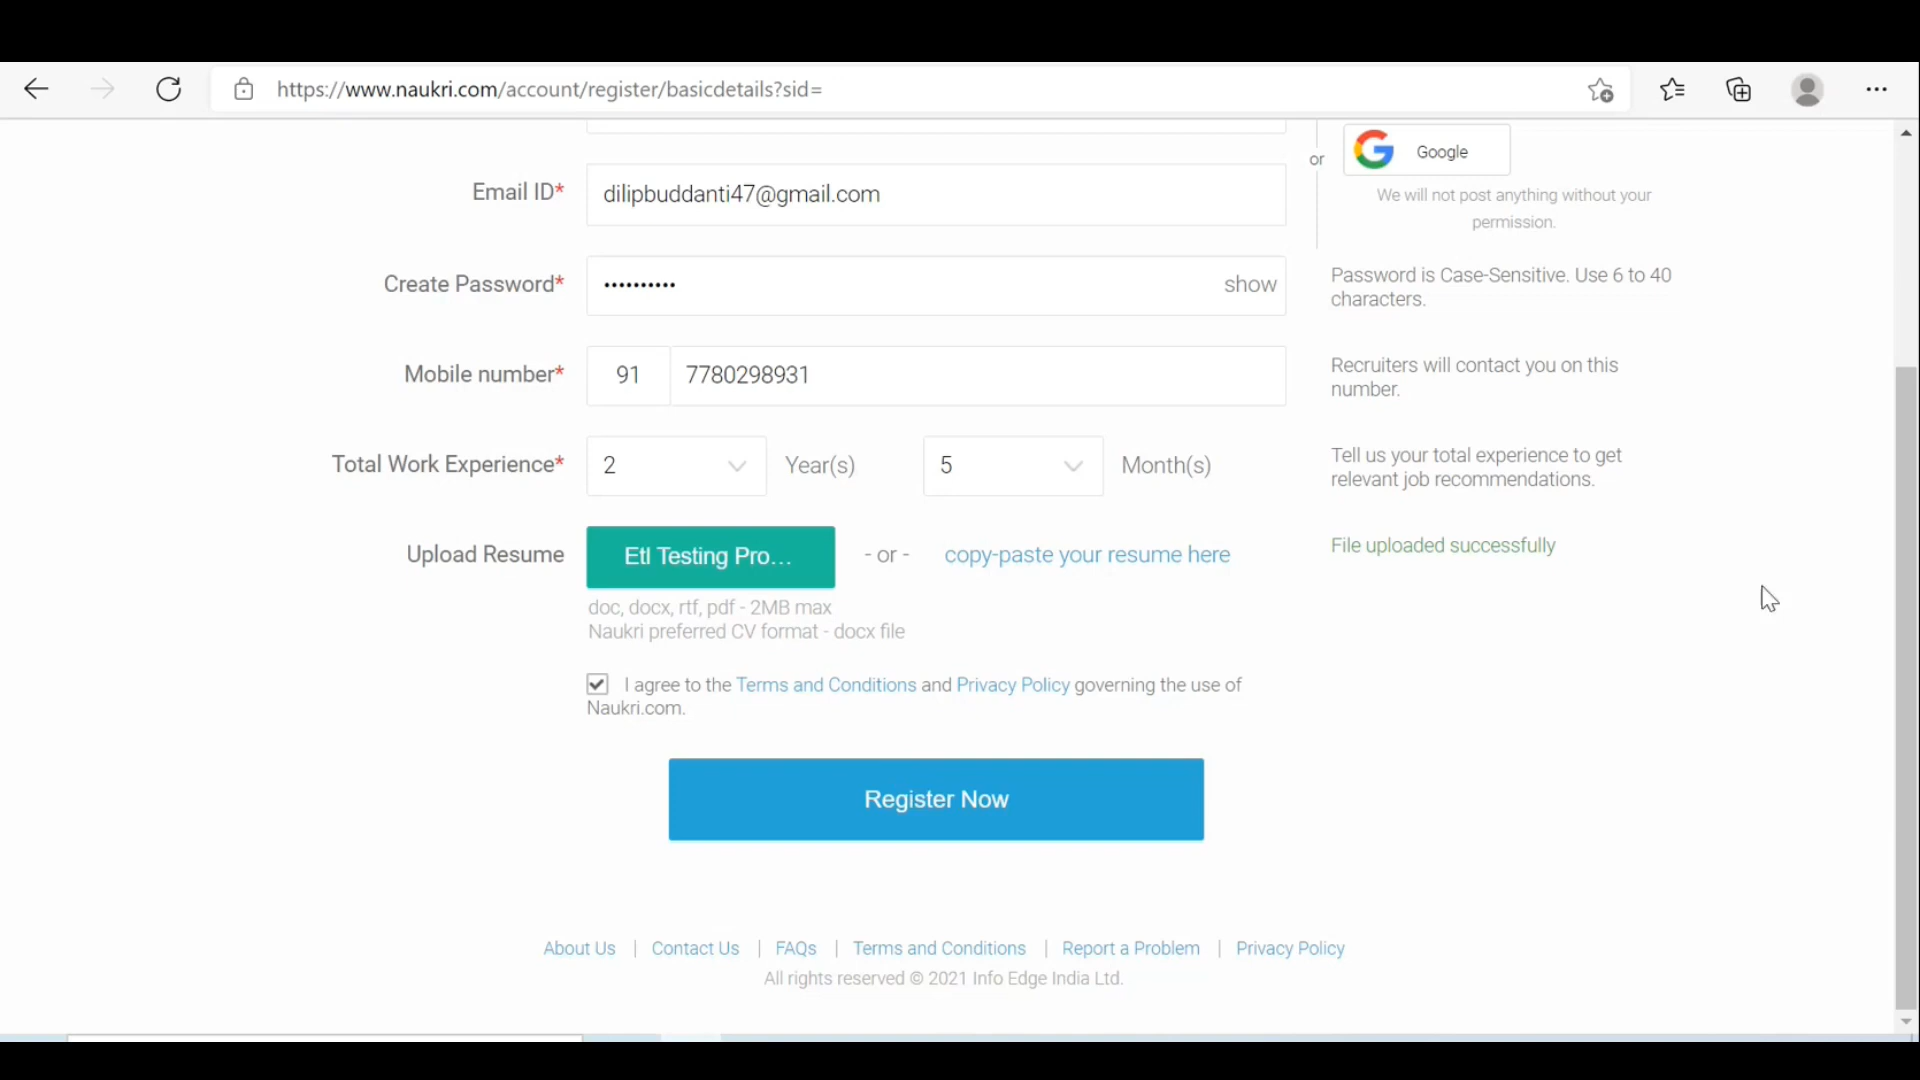 https://www.naukri.com/account/register/basicdetails?sid=
or
Google
We will not post anything without your
permission.
Email ID*
dilipbuddanti47@gmail.com
Create Password*
••••••••••
show
Password is Case-Sensitive. Use 6 to 40
characters.
Mobile number*
91
7780298931
Recruiters will contact you on this
number.
Total Work Experience*
2
Year(s)
5
Month(s)
Tell us your total experience to get
relevant job recommendations.
Upload Resume
Etl Testing Pro...
- or -
copy-paste your resume here
File uploaded successfully
doc, docx, rtf, pdf - 2MB max
Naukri preferred CV format - docx file
I agree to the Terms and Conditions and Privacy Policy governing the use of
Naukri.com.
Register Now
About Us | Contact Us | FAQs | Terms and Conditions | Report a Problem | Privacy Policy
All rights reserved © 2021 Info Edge India Ltd.